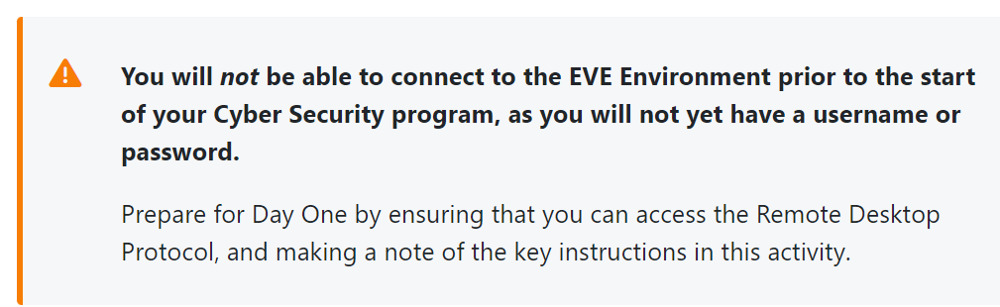 You will not be able to connect to the EVE Environment prior to the start
of your Cyber Security program, as you will not yet have a username or
password.
Prepare for Day One by ensuring that you can access the Remote Desktop
Protocol, and making a note of the key instructions in this activity.